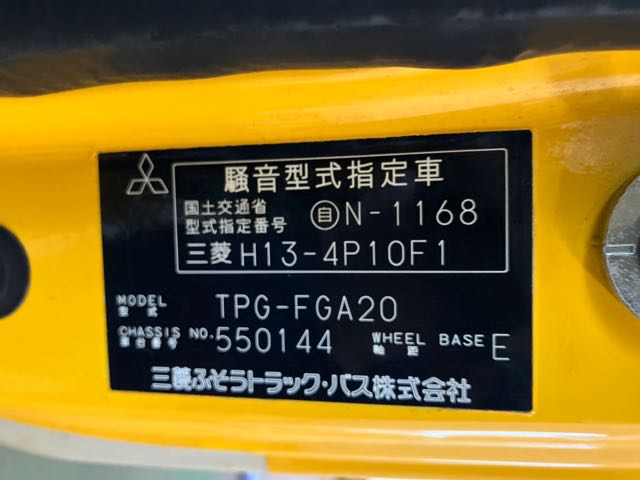 騒音型式指定車
国土交通省
型式指定番号 自N-1168
三菱 H13-4P10F1
MODEL
型式 TPG-FGA20
CHASSIS NO.
車台番号 550144
WHEEL BASE
軸距 E
三菱ふそうトラック・バス株式会社